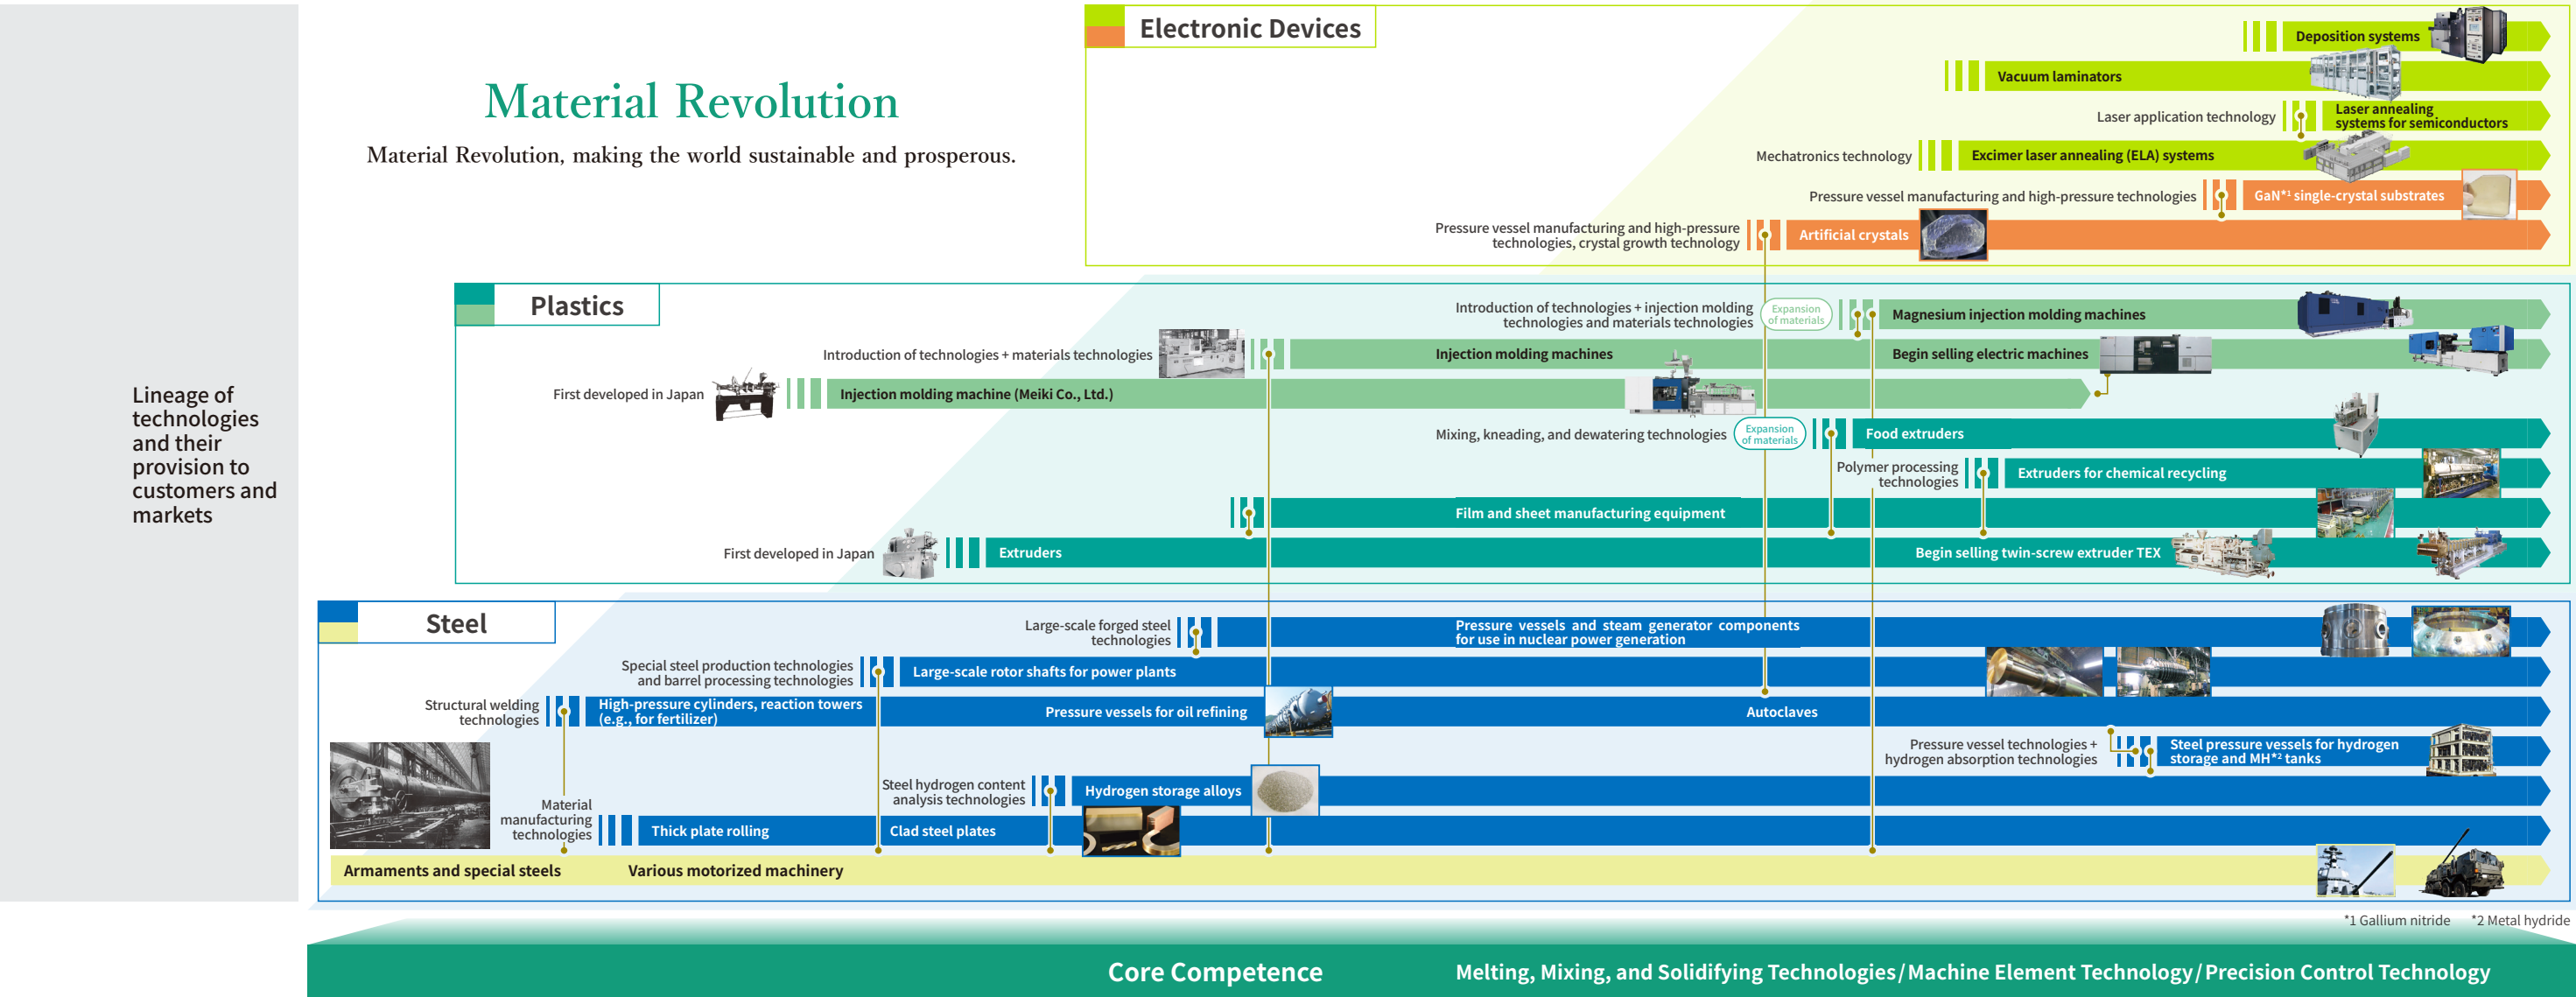 Lineage of
technologies
and their
provision to
customers and
markets
Material Revolution
Material Revolution, making the world sustainable and prosperous.
Electronic Devices
Deposition systems
Vacuum laminators
Laser application technology
Laser annealing
systems for semiconductors
Mechatronics technology
Excimer laser annealing (ELA) systems
Pressure vessel manufacturing and high-pressure technologies
GaN*1 single-crystal substrates
Pressure vessel manufacturing and high-pressure
technologies, crystal growth technology
Artificial crystals
Plastics
Introduction of technologies + injection molding
technologies and materials technologies
Expansion
of materials
Magnesium injection molding machines
Introduction of technologies + materials technologies
Injection molding machines
Begin selling electric machines
First developed in Japan
Injection molding machine (Meiki Co., Ltd.)
Mixing, kneading, and dewatering technologies
Expansion
of materials
Food extruders
Polymer processing
technologies
Extruders for chemical recycling
Film and sheet manufacturing equipment
First developed in Japan
Extruders
Begin selling twin-screw extruder TEX
Steel
Large-scale forged steel
technologies
Pressure vessels and steam generator components
for use in nuclear power generation
Special steel production technologies
and barrel processing technologies
Large-scale rotor shafts for power plants
Structural welding
technologies
High-pressure cylinders, reaction towers
(e.g., for fertilizer)
Pressure vessels for oil refining
Autoclaves
Pressure vessel technologies +
hydrogen absorption technologies
Steel pressure vessels for hydrogen
storage and MH*2 tanks
Steel hydrogen content
analysis technologies
Hydrogen storage alloys
Material
manufacturing
technologies
Thick plate rolling
Clad steel plates
Armaments and special steels
Various motorized machinery
*1 Gallium nitride
*2 Metal hydride
Core Competence
Melting, Mixing, and Solidifying Technologies/Machine Element Technology/Precision Control Technology